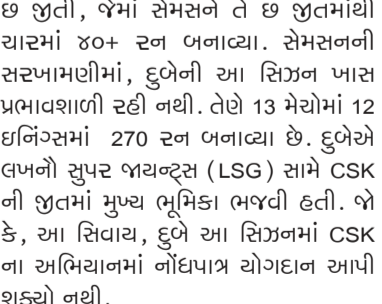 છ જીતી, જેમાં સેમસને તે છ જીતમાંથી
ચારમાં ૪૦+ રન બનાવ્યા. સેમસનની
સરખામણીમાં, દુબેની આ સિઝન ખાસ
પ્રભાવશાળી રહી નથી. તેણે 13 મેચોમાં 12
ઇનિંગ્સમાં 270 રન બનાવ્યા છે. દુબેએ
લખનૌ સુપર જાયન્ટ્સ (LSG) સામે CSK
ની જીતમાં મુખ્ય ભૂમિકા ભજવી હતી. જો
કે, આ સિવાય, દુબે આ સિઝનમાં CSK
ના અભિયાનમાં નોંધપાત્ર યોગદાન આપી
શક્યો નથી.